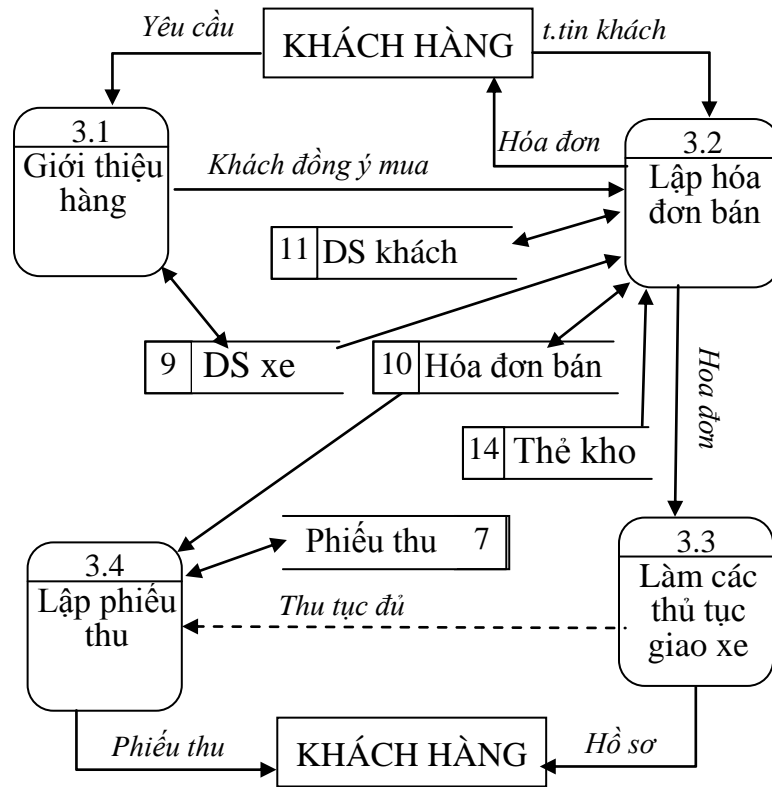 Yêu cầu
KHÁCH HÀNG
t.tin khách
3.1
Giới thiệu
hàng
Hóa đơn
3.2
Lập hóa
đơn bán
Khách đồng ý mua
11 DS khách
9 DS xe
10 Hóa đơn bán
Hoa đơn
14 Thẻ kho
Phiếu thu 7
3.4
Lập phiếu
thu
3.3
Làm các
thủ tục
giao xe
Thu tục đủ
Phiếu thu
KHÁCH HÀNG
Hồ sơ